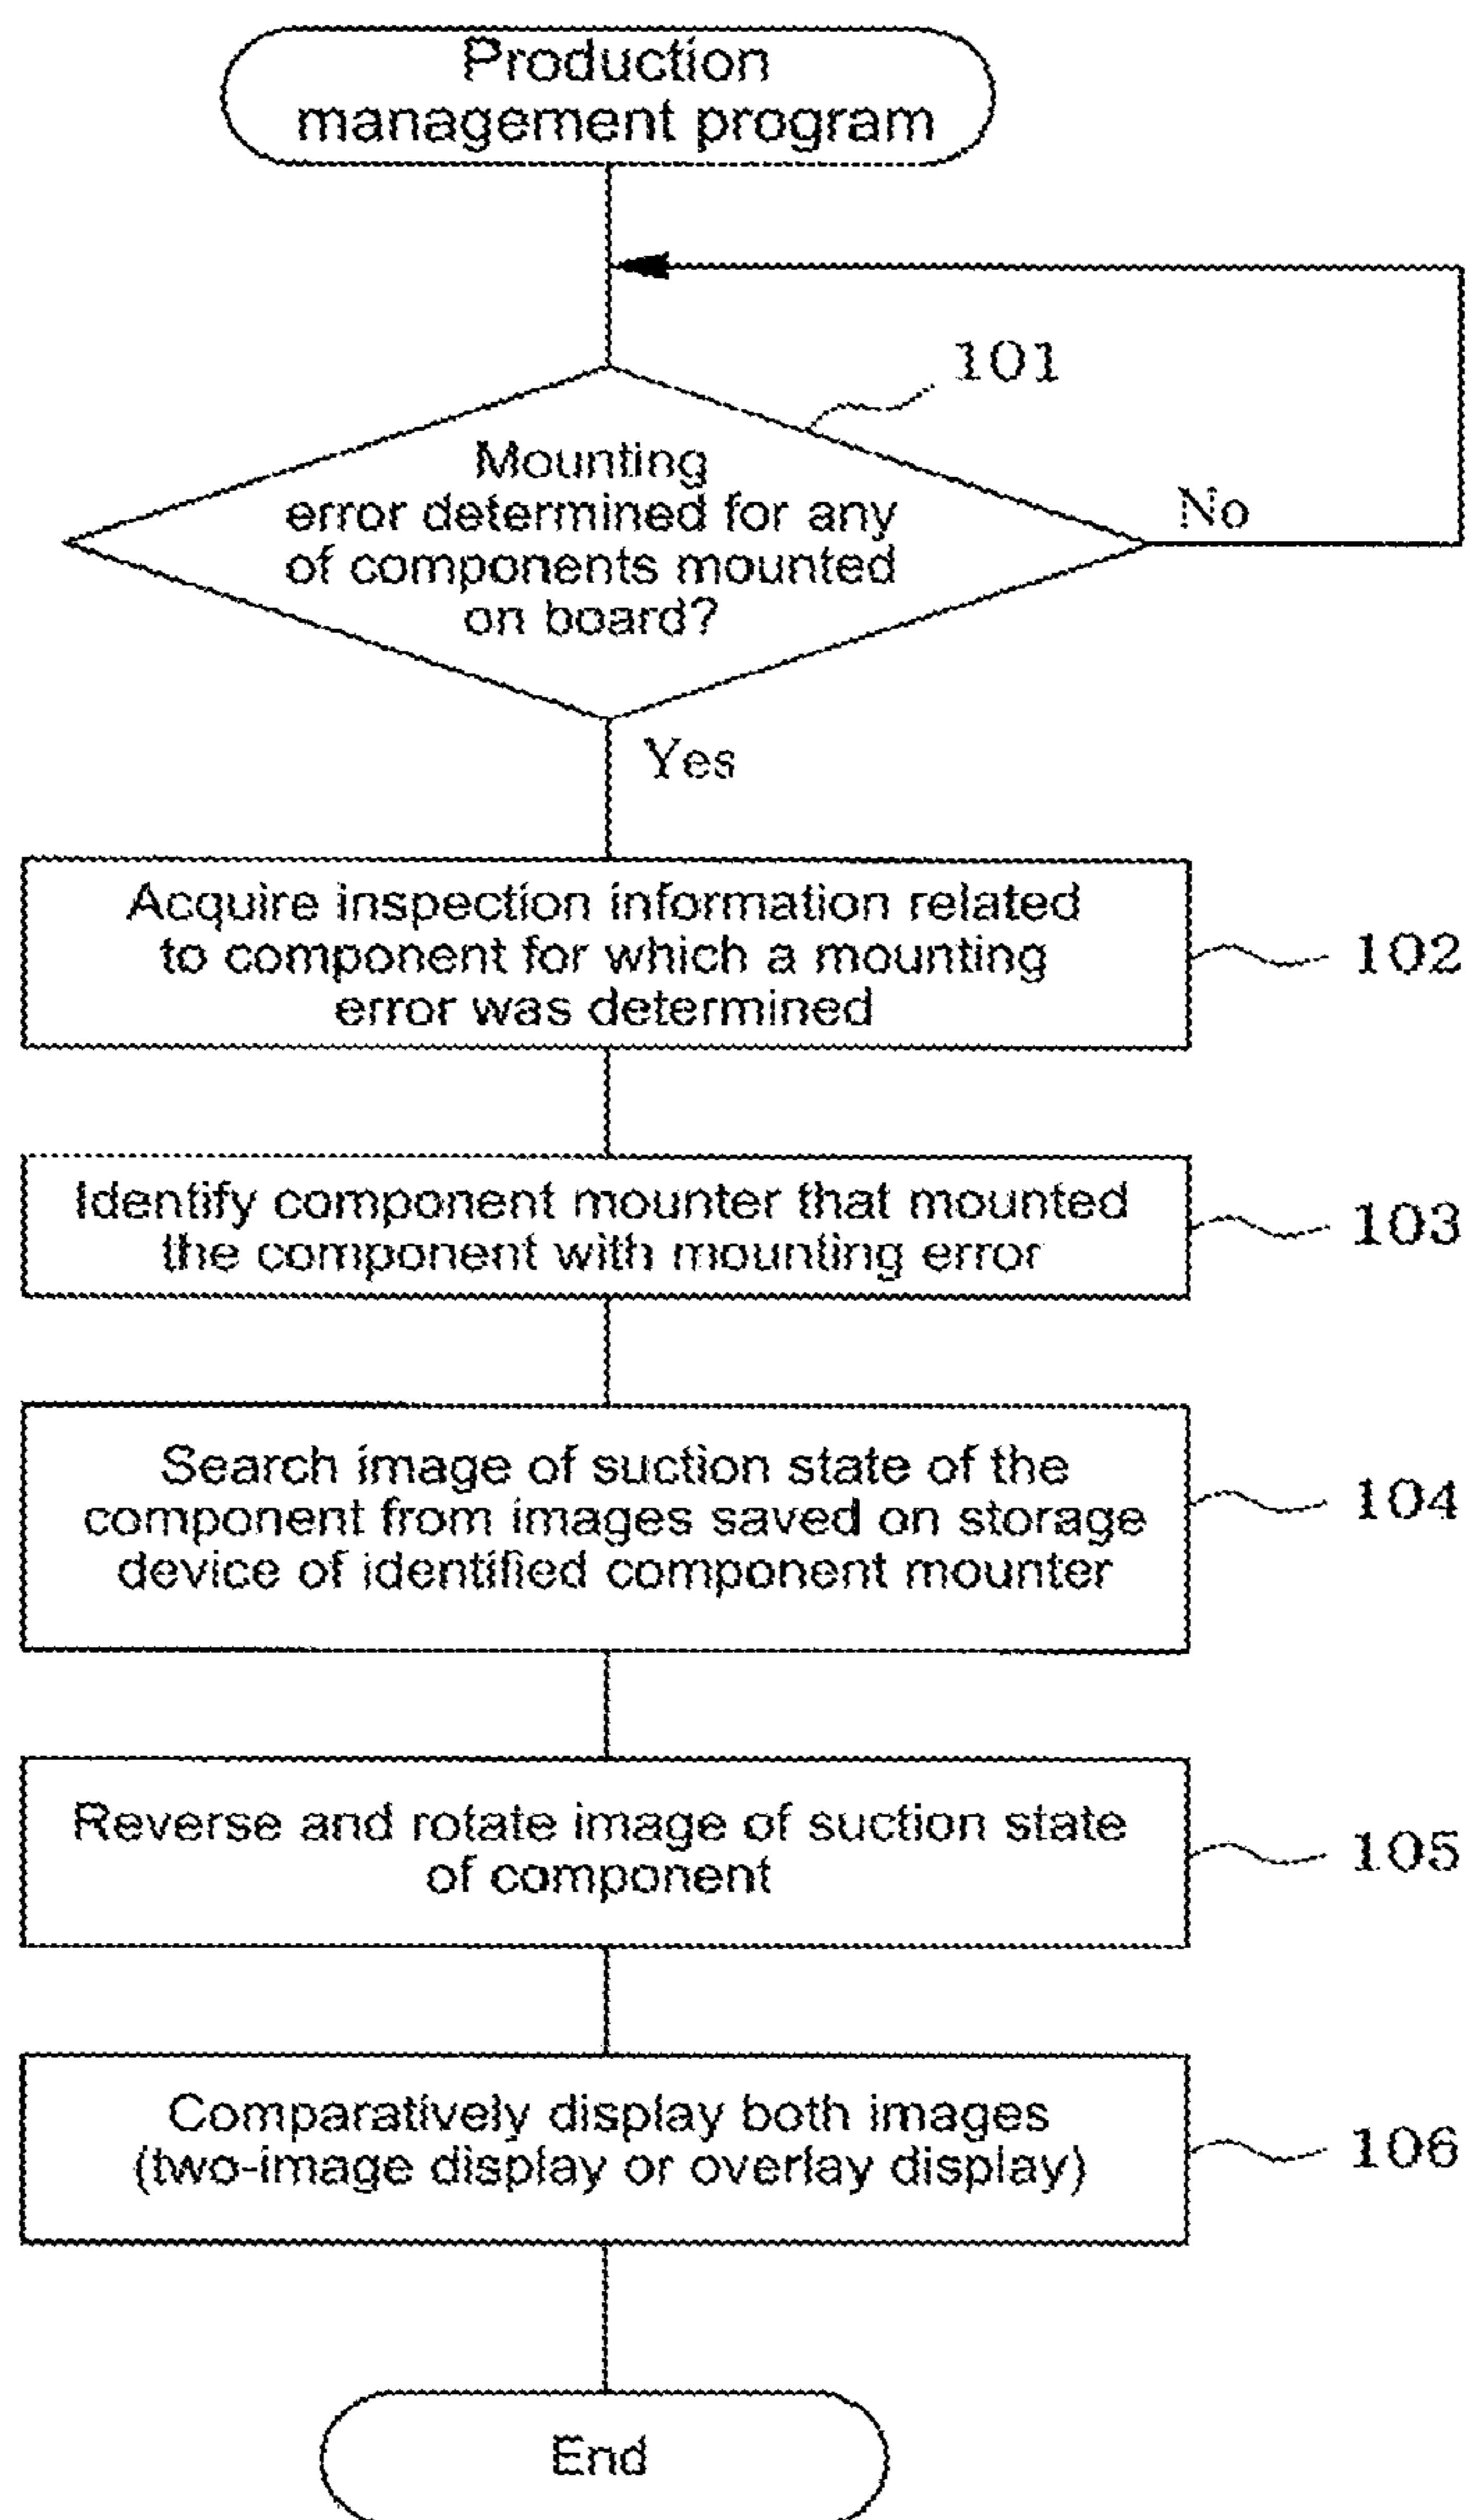 Production
management program
101
Mounting
error determined for any
of components mounted
on board?
No
Yes
Acquire inspection information related
to component for which a mounting
error was determined
102
Identify component mounter that mounted
the component with mounting error
103
Search image of suction state of the
component from images saved on storage
device of identified component mounter
104
Reverse and rotate image of suction state
of component
105
Comparatively display both images
(two-image display or overlay display)
106
End